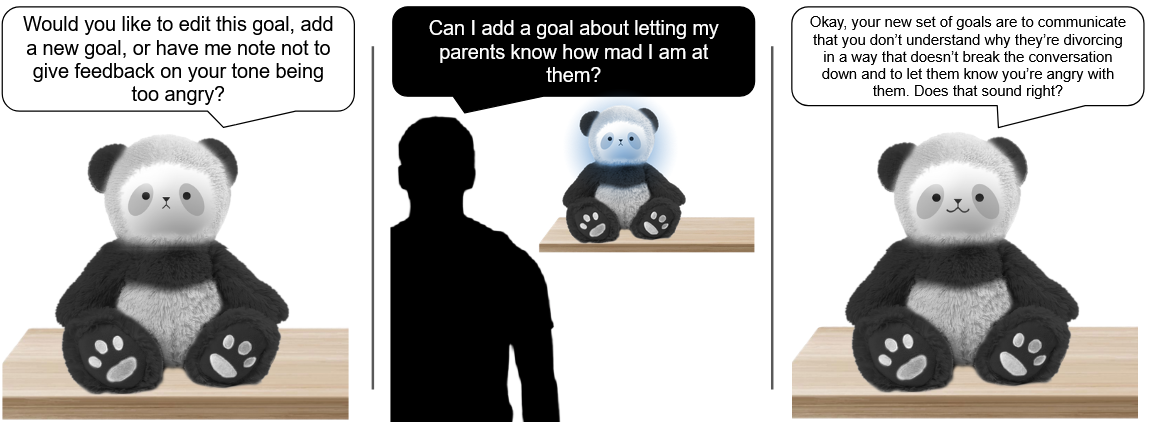 Would you like to edit this goal, add
a new goal, or have me note not to
give feedback on your tone being
too angry?
Can I add a goal about letting my
parents know how mad I am at
them?
Okay, your new set of goals are to communicate
that you don’t understand why they’re divorcing
in a way that doesn’t break the conversation
down and to let them know you’re angry with
them. Does that sound right?